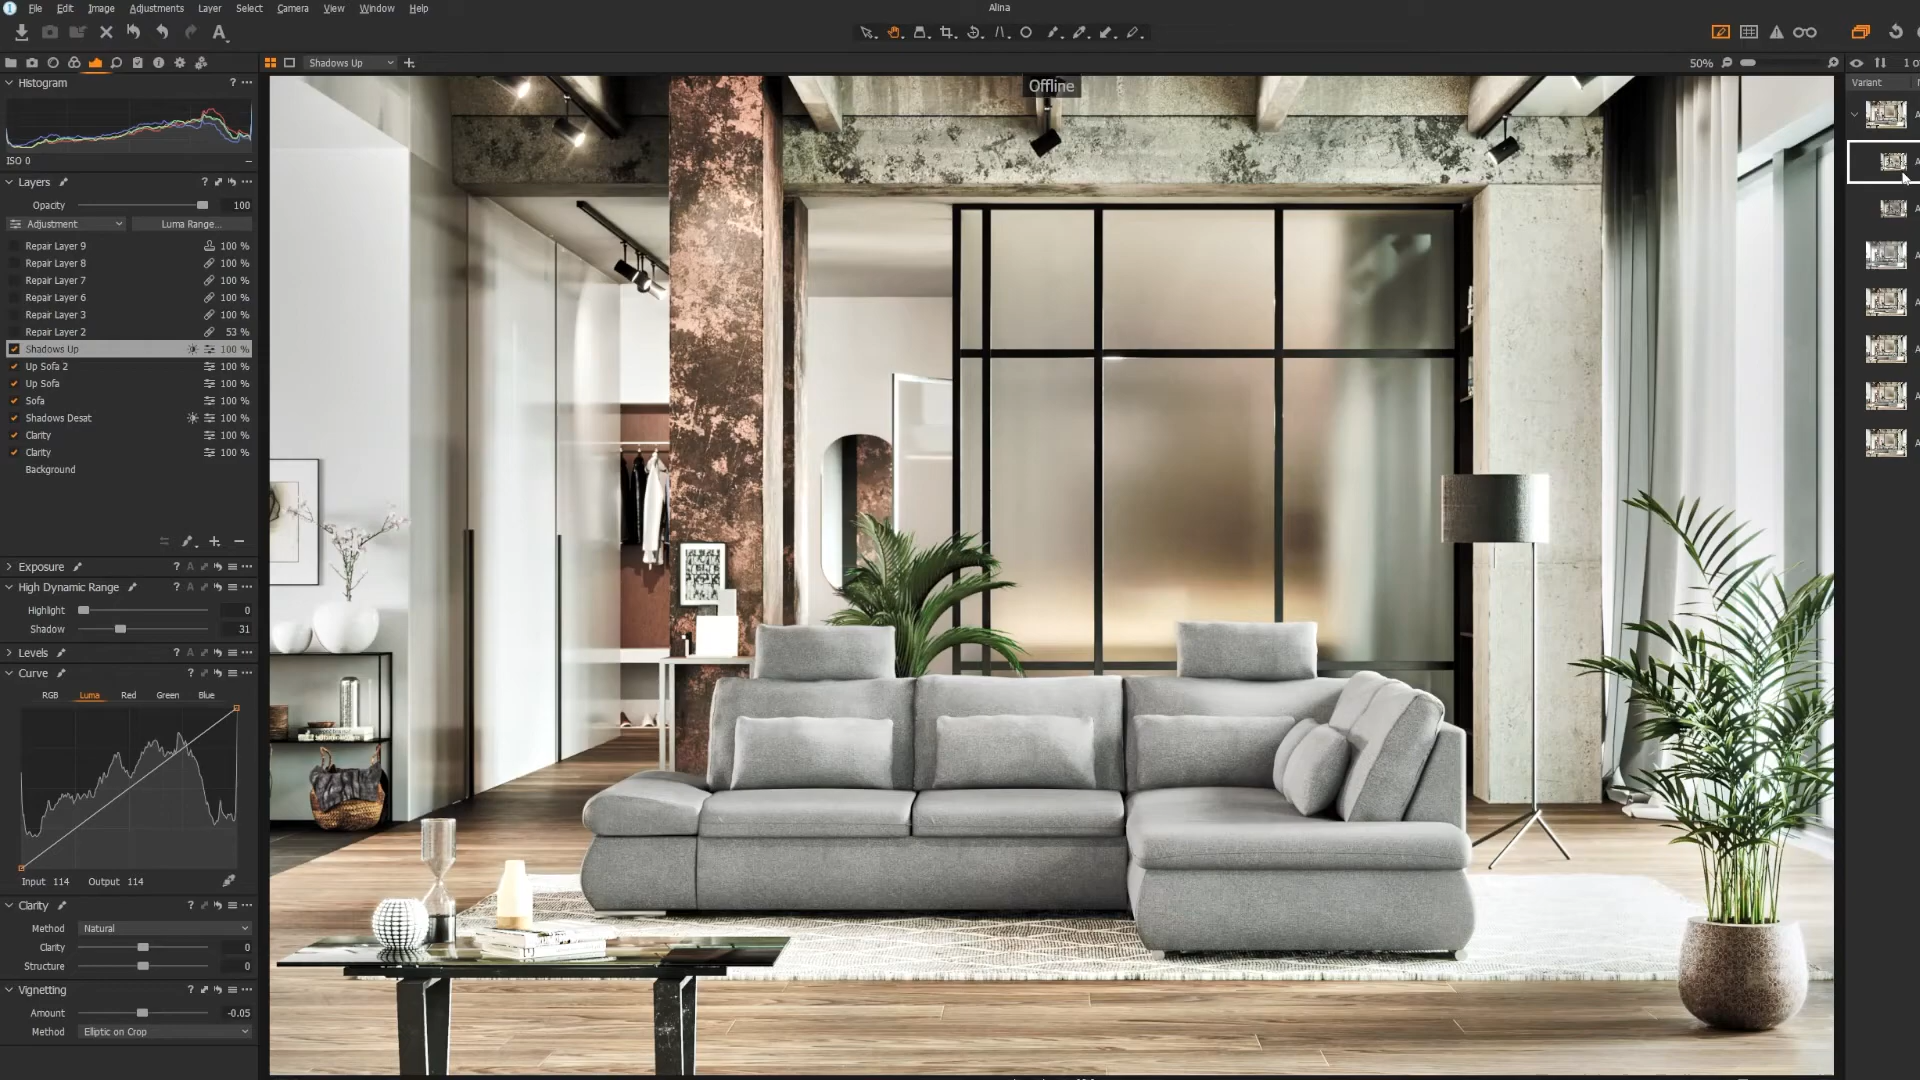 File Edit Image Adjustments Layer Select Camera View Window Help
Alina
A
Shadows Up
50%
Histogram ?
Offline
Variant
ISO 0
Layers ?
Opacity 100
Adjustment Luma Range...
Repair Layer 9 100 %
Repair Layer 8 100 %
Repair Layer 7 100 %
Repair Layer 6 100 %
Repair Layer 3 100 %
Repair Layer 2 53 %
Shadows Up 100 %
Up Sofa 2 100 %
Up Sofa 100 %
Sofa 100 %
Shadows Desat 100 %
Clarity 100 %
Clarity 100 %
Background
Exposure ? A
High Dynamic Range ? A
Highlight 0
Shadow 31
Levels ? A
Curve ?
RGB Luma Red Green Blue
Input 114 Output 114
Clarity ?
Method Natural
Clarity 0
Structure 0
Vignetting ?
Amount -0.05
Method Elliptic on Crop